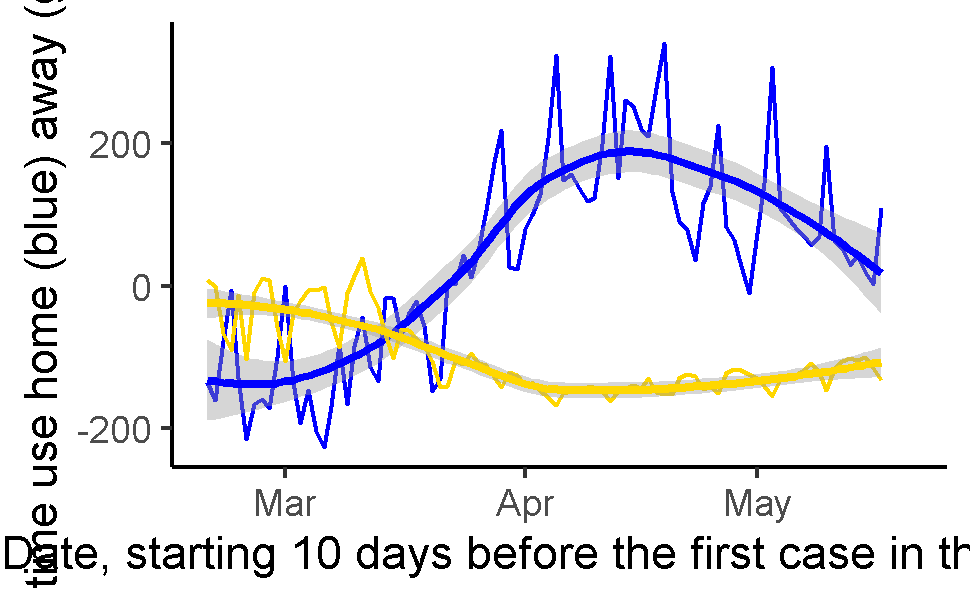 time use home (blue) away (
200
0
-200
Mar Apr May
Date, starting 10 days before the first case in th